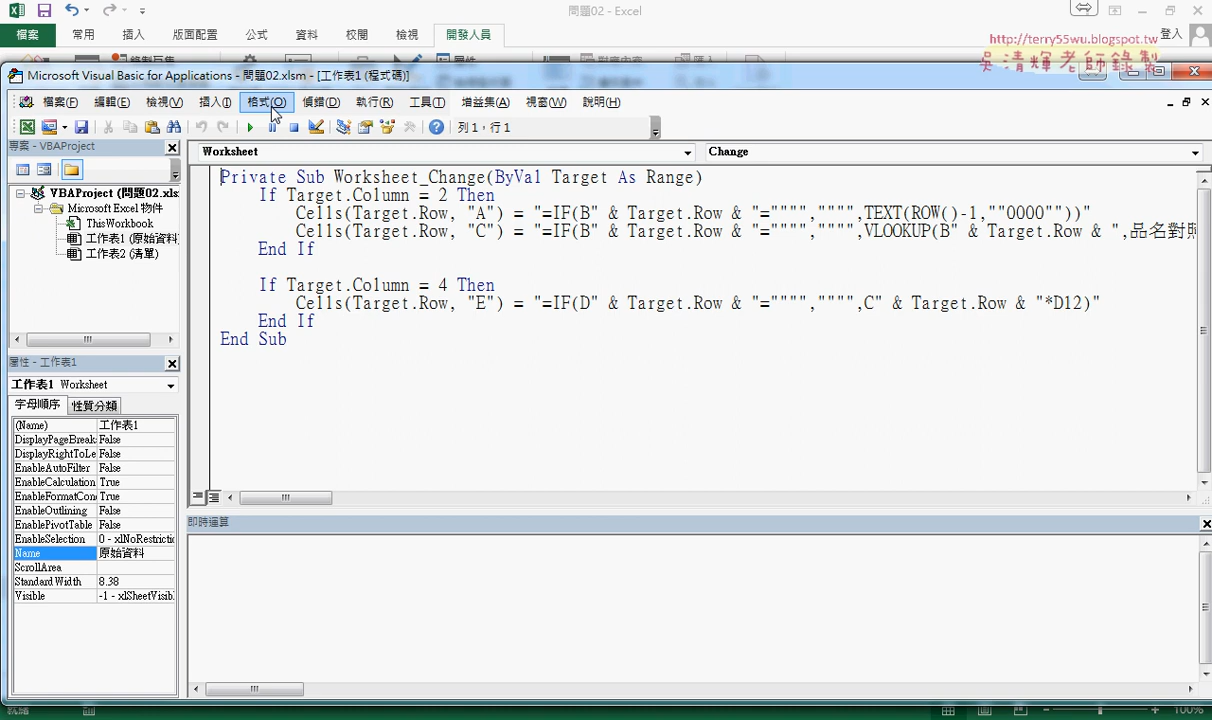 問題02 - Excel
檔案 常用 插入 版面配置 公式 資料 校閱 檢視 開發人員 登入
http://terry55wu.blogspot.tw
吳清輝老師錄製
Microsoft Visual Basic for Applications - 問題02.xlsm - [工作表1 (程式碼)]
檔案(F) 編輯(E) 檢視(V) 插入(I) 格式(O) 偵錯(D) 執行(R) 工具(T) 增益集(A) 視窗(W) 說明(H)
列 1，行 1
專案 - VBAProject
Worksheet Change
VBAProject (問題02.xls
Microsoft Excel 物件
ThisWorkbook
工作表1 (原始資料)
工作表2 (清單)
Private Sub Worksheet_Change(ByVal Target As Range)
If Target.Column = 2 Then
Cells(Target.Row, "A") = "=IF(B" & Target.Row & "="""","""",TEXT(ROW()-1,""0000""))"
Cells(Target.Row, "C") = "=IF(B" & Target.Row & "="""","""",VLOOKUP(B" & Target.Row & ",品名對照
End If
If Target.Column = 4 Then
Cells(Target.Row, "E") = "=IF(D" & Target.Row & "="""","""",C" & Target.Row & "*D12)"
End If
End Sub
屬性 - 工作表1
工作表1 Worksheet
字母順序 性質分類
(Name) 工作表1
DisplayPageBreaks False
DisplayRightToLe False
EnableAutoFilter False
EnableCalculation True
EnableFormatCon True
EnableOutlining False
EnablePivotTable False
EnableSelection 0 - xlNoRestrictio
Name 原始資料
ScrollArea
StandardWidth 8.38
Visible -1 - xlSheetVisibl
即時運算
就緒
100%